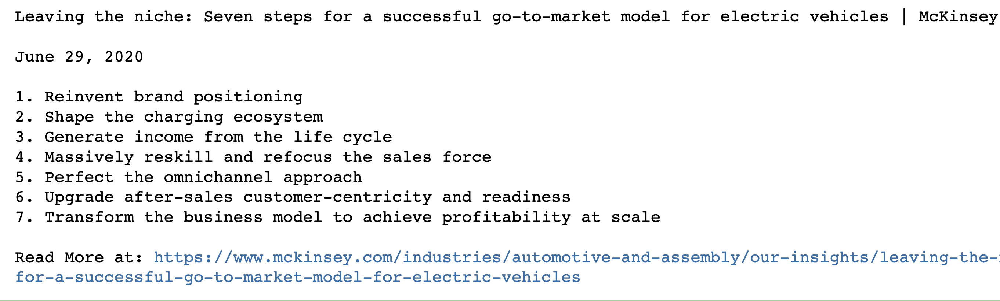 Leaving the niche: Seven steps for a successful go-to-market model for electric vehicles | McKinsey
June 29, 2020
1. Reinvent brand positioning
2. Shape the charging ecosystem
3. Generate income from the life cycle
4. Massively reskill and refocus the sales force
5. Perfect the omnichannel approach
6. Upgrade after-sales customer-centricity and readiness
7. Transform the business model to achieve profitability at scale
Read More at: https://www.mckinsey.com/industries/automotive-and-assembly/our-insights/leaving-the-
for-a-successful-go-to-market-model-for-electric-vehicles